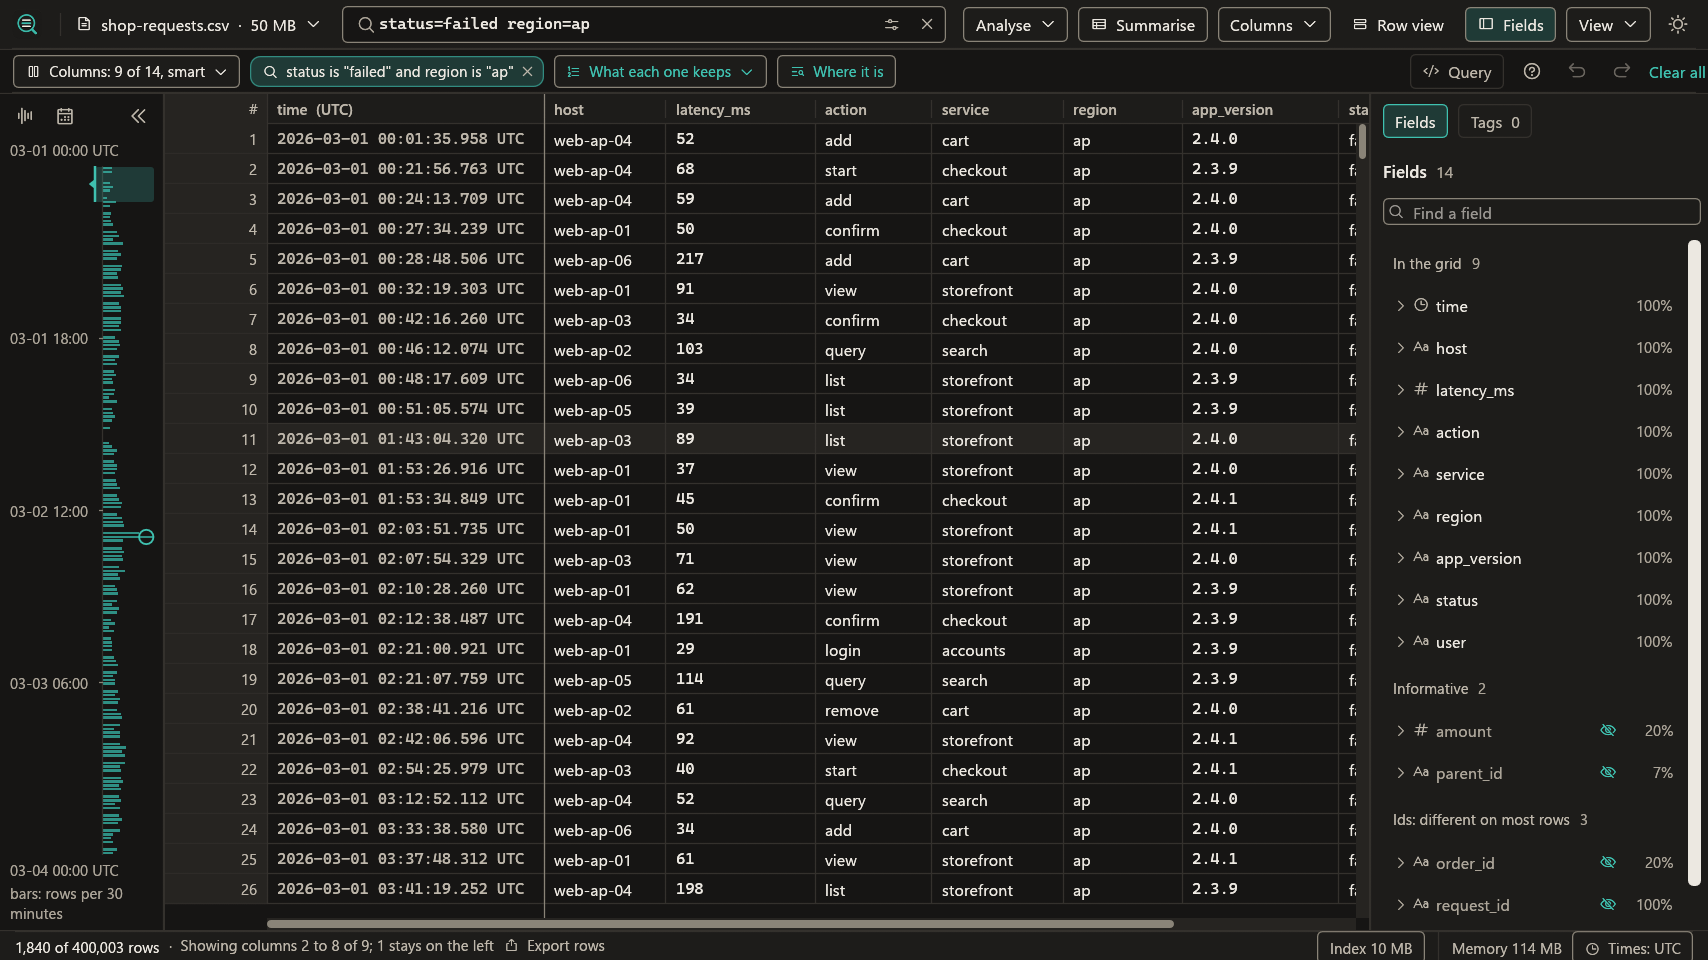 shop-requests.csv · 50 MB
status=failed region=ap
Analyse
Summarise
Columns
Row view
Fields
View
Columns: 9 of 14, smart
status is "failed" and region is "ap"
What each one keeps
Where it is
Query
Clear all
03-01 00:00 UTC
03-01 18:00
03-02 12:00
03-03 06:00
03-04 00:00 UTC
bars: rows per 30
minutes
# time (UTC) host latency_ms action service region app_version sta
1 2026-03-01 00:01:35.958 UTC web-ap-04 52 add cart ap 2.4.0
2 2026-03-01 00:21:56.763 UTC web-ap-04 68 start checkout ap 2.3.9
3 2026-03-01 00:24:13.709 UTC web-ap-04 59 add cart ap 2.4.0
4 2026-03-01 00:27:34.239 UTC web-ap-01 50 confirm checkout ap 2.4.0
5 2026-03-01 00:28:48.506 UTC web-ap-06 217 add cart ap 2.3.9
6 2026-03-01 00:32:19.303 UTC web-ap-01 91 view storefront ap 2.4.0
7 2026-03-01 00:42:16.260 UTC web-ap-03 34 confirm checkout ap 2.4.0
8 2026-03-01 00:46:12.074 UTC web-ap-02 103 query search ap 2.4.0
9 2026-03-01 00:48:17.609 UTC web-ap-06 34 list storefront ap 2.3.9
10 2026-03-01 00:51:05.574 UTC web-ap-05 39 list storefront ap 2.3.9
11 2026-03-01 01:43:04.320 UTC web-ap-03 89 list storefront ap 2.4.0
12 2026-03-01 01:53:26.916 UTC web-ap-01 37 view storefront ap 2.4.0
13 2026-03-01 01:53:34.849 UTC web-ap-01 45 confirm checkout ap 2.4.1
14 2026-03-01 02:03:51.735 UTC web-ap-01 50 view storefront ap 2.4.1
15 2026-03-01 02:07:54.329 UTC web-ap-03 71 view storefront ap 2.4.0
16 2026-03-01 02:10:28.260 UTC web-ap-01 62 view storefront ap 2.3.9
17 2026-03-01 02:12:38.487 UTC web-ap-04 191 confirm checkout ap 2.3.9
18 2026-03-01 02:21:00.921 UTC web-ap-01 29 login accounts ap 2.3.9
19 2026-03-01 02:21:07.759 UTC web-ap-05 114 query search ap 2.3.9
20 2026-03-01 02:38:41.216 UTC web-ap-02 61 remove cart ap 2.4.0
21 2026-03-01 02:42:06.596 UTC web-ap-04 92 view storefront ap 2.4.1
22 2026-03-01 02:54:25.979 UTC web-ap-03 40 start checkout ap 2.4.1
23 2026-03-01 03:12:52.112 UTC web-ap-04 52 query search ap 2.4.0
24 2026-03-01 03:33:38.580 UTC web-ap-06 34 add cart ap 2.4.0
25 2026-03-01 03:37:48.312 UTC web-ap-01 61 view storefront ap 2.4.1
26 2026-03-01 03:41:19.252 UTC web-ap-04 198 list storefront ap 2.3.9
Fields
Tags 0
Fields 14
Find a field
In the grid 9
time 100%
Aa host 100%
# latency_ms 100%
Aa action 100%
Aa service 100%
Aa region 100%
Aa app_version 100%
Aa status 100%
Aa user 100%
Informative 2
# amount 20%
Aa parent_id 7%
Ids: different on most rows 3
Aa order_id 20%
Aa request_id 100%
1,840 of 400,003 rows · Showing columns 2 to 8 of 9; 1 stays on the left
Export rows
Index 10 MB
Memory 114 MB
Times: UTC